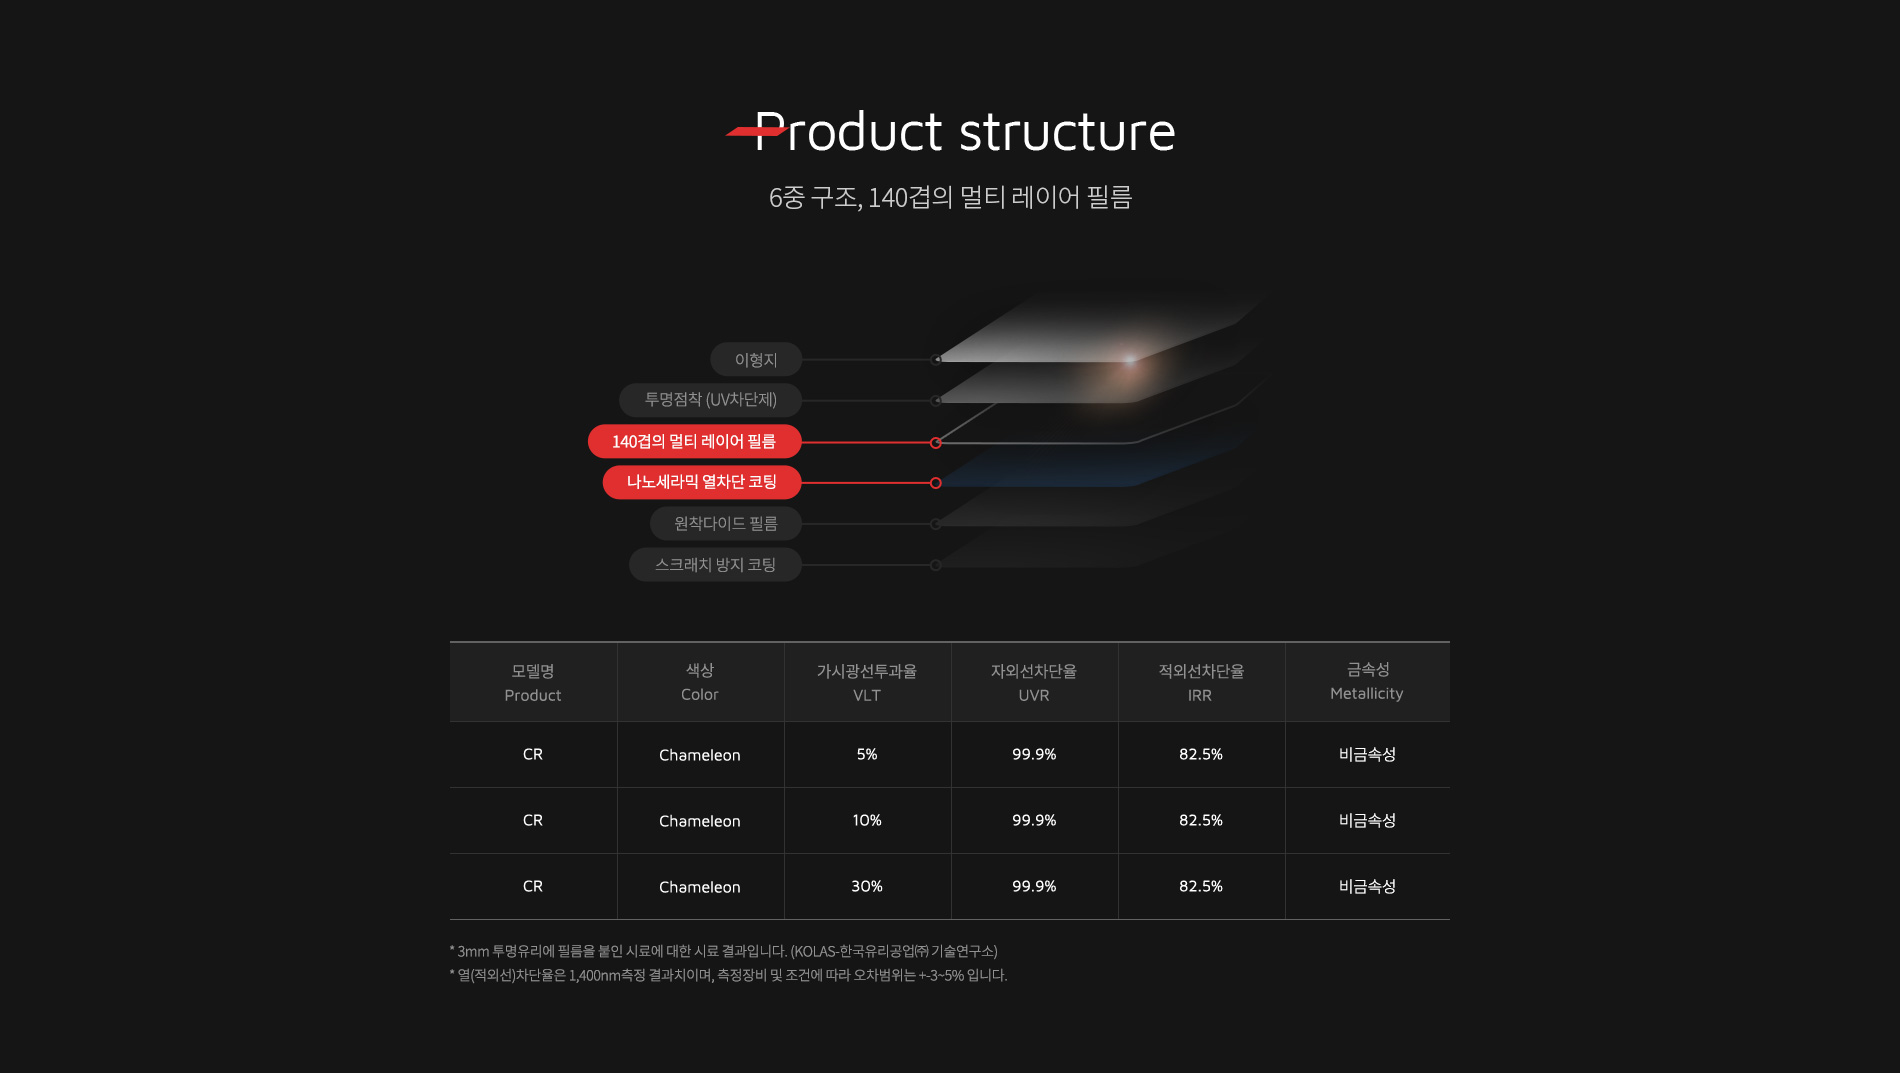 Product structure
6중 구조, 140겹의 멀티 레이어 필름
이형지
투명점착 (UV차단제)
140겹의 멀티 레이어 필름
나노세라믹 열차단 코팅
원착다이드 필름
스크래치 방지 코팅
모델명 색상 가시광선투과율 자외선차단율 적외선차단율 금속성
Product Color VLT UVR IRR Metallicity
CR Chameleon 5% 99.9% 82.5% 비금속성
CR Chameleon 10% 99.9% 82.5% 비금속성
CR Chameleon 30% 99.9% 82.5% 비금속성
* 3mm 투명유리에 필름을 붙인 시료에 대한 시료 결과입니다. (KOLAS-한국유리공업㈜ 기술연구소)
* 열(적외선)차단율은 1,400nm측정 결과치이며, 측정장비 및 조건에 따라 오차범위는 +-3~5% 입니다.